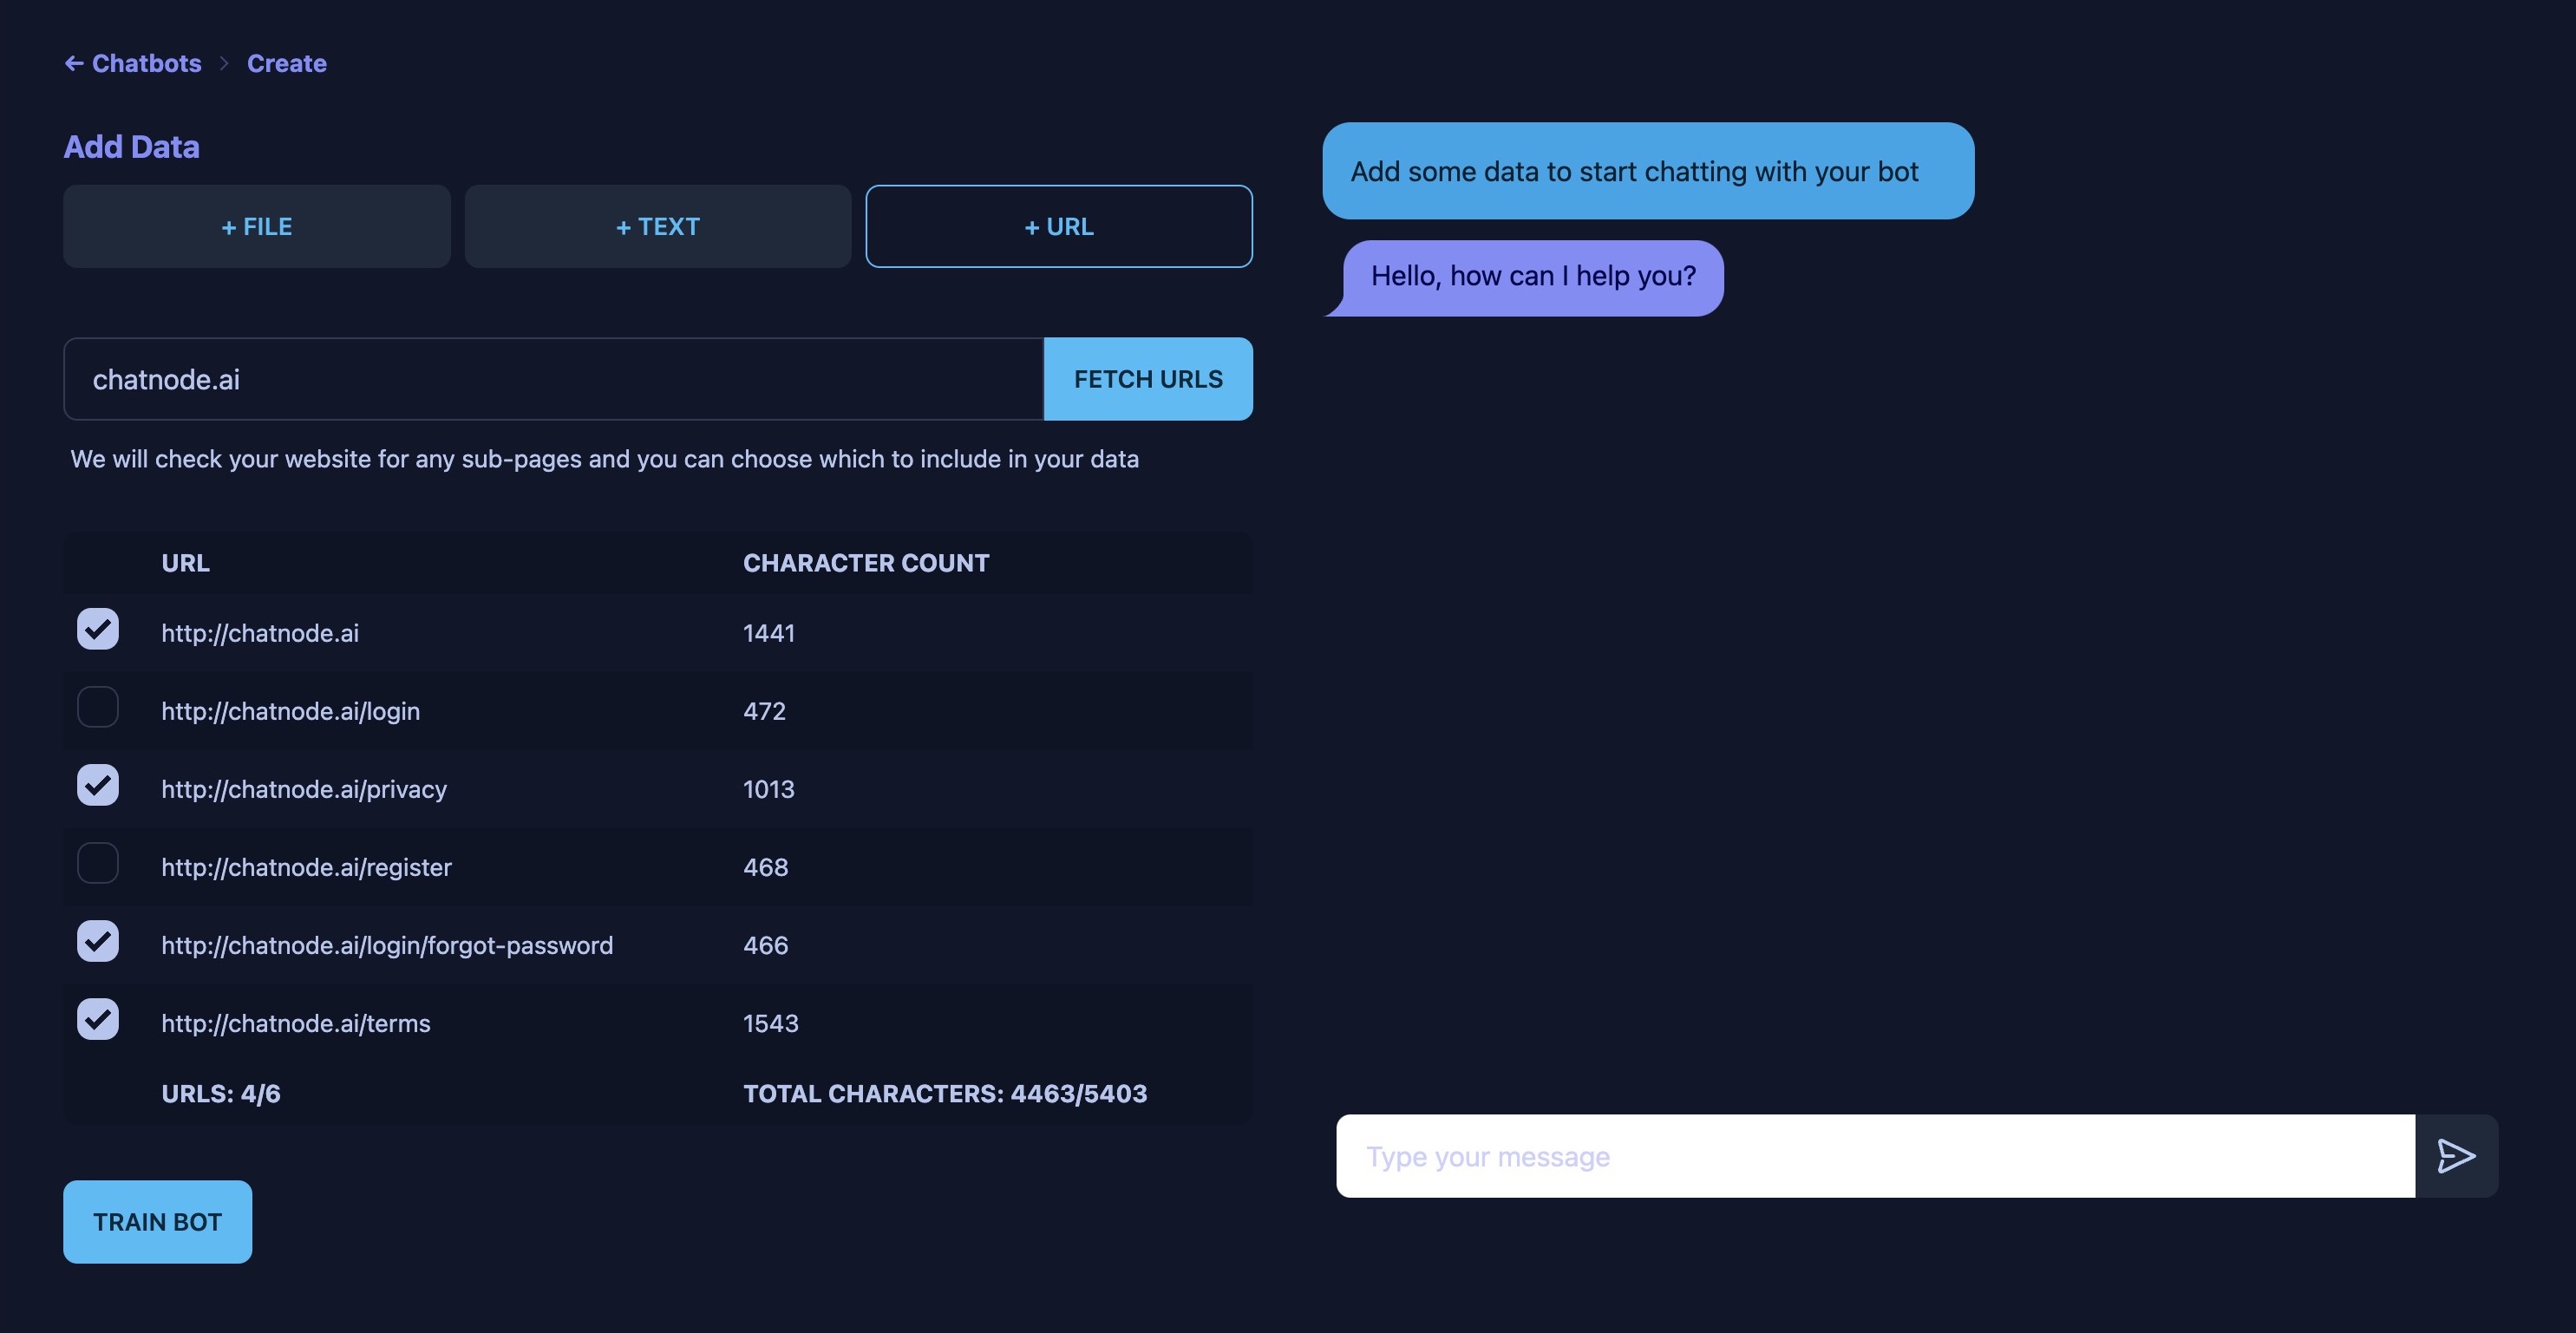 ← Chatbots > Create
Add Data
+ FILE + TEXT + URL
chatnode.ai FETCH URLS
We will check your website for any sub-pages and you can choose which to include in your data
URL CHARACTER COUNT
http://chatnode.ai 1441
http://chatnode.ai/login 472
http://chatnode.ai/privacy 1013
http://chatnode.ai/register 468
http://chatnode.ai/login/forgot-password 466
http://chatnode.ai/terms 1543
URLS: 4/6 TOTAL CHARACTERS: 4463/5403
TRAIN BOT
Add some data to start chatting with your bot
Hello, how can I help you?
Type your message